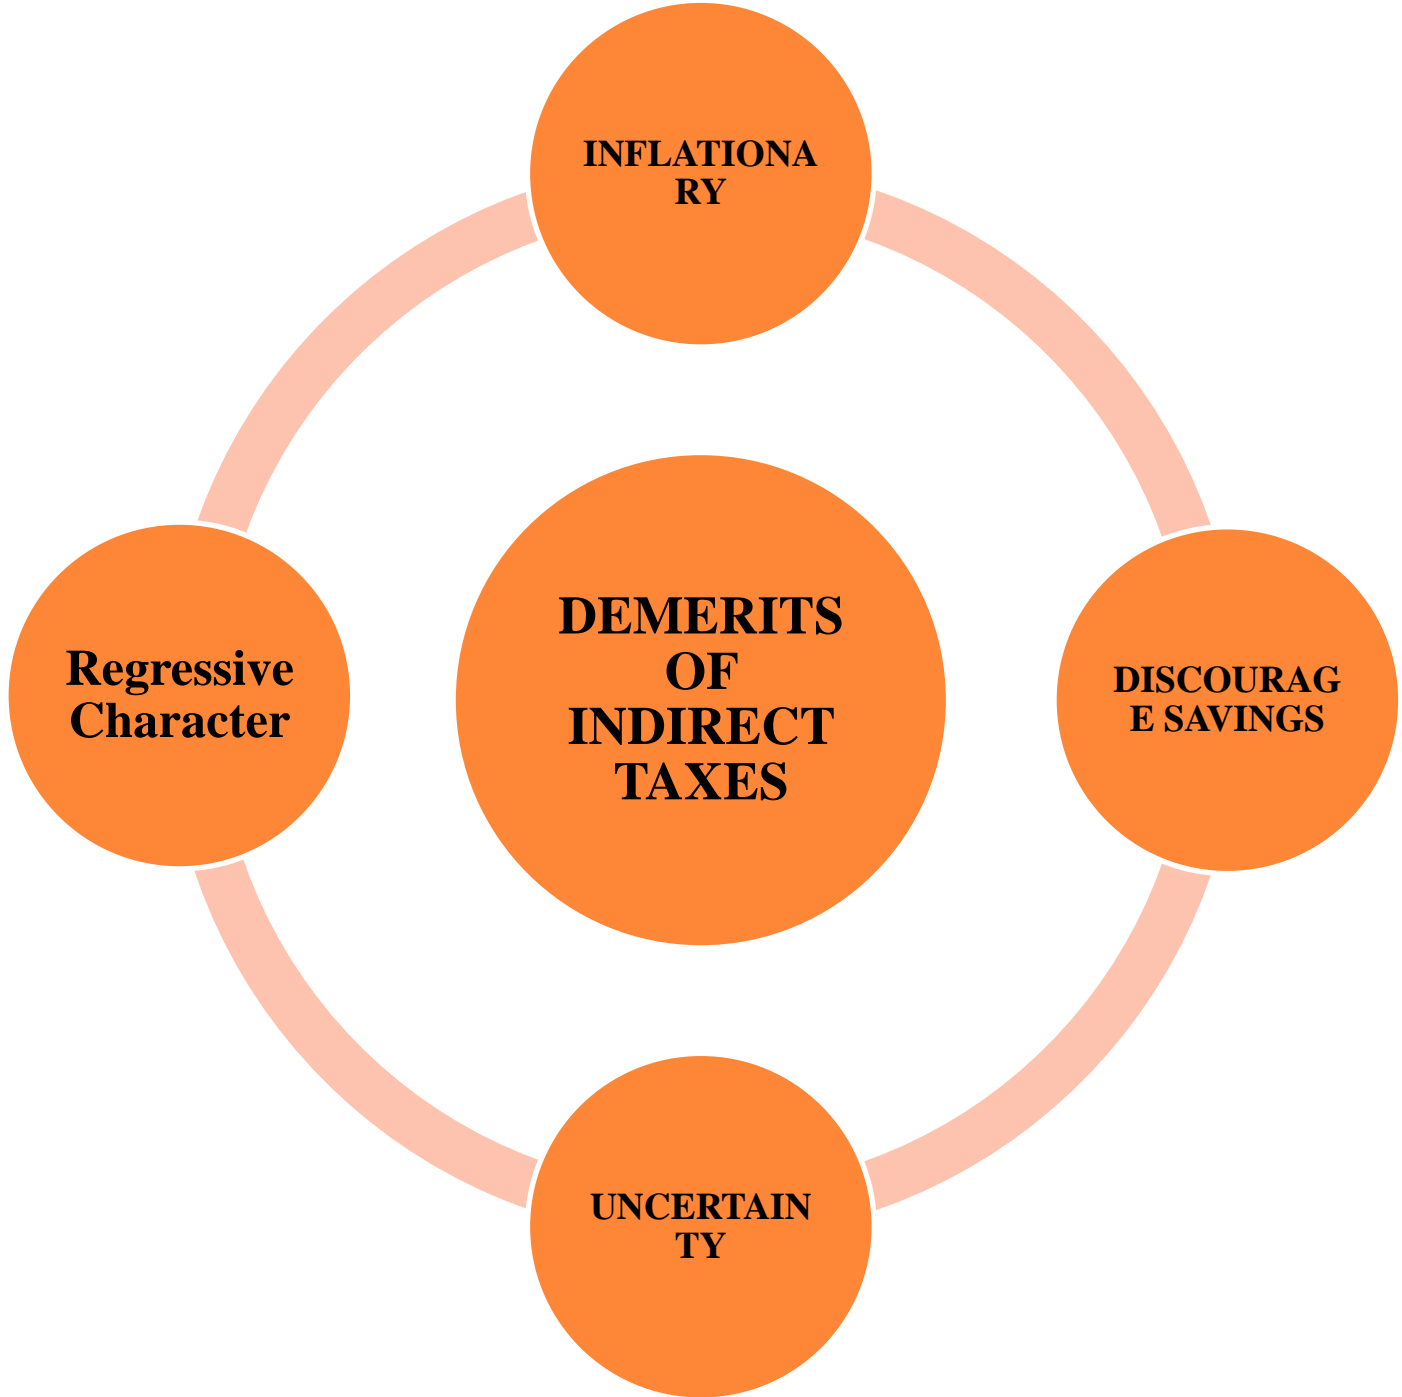 INFLATIONA
RY
Regressive
Character
DEMERITS
OF
INDIRECT
TAXES
DISCOURAG
E SAVINGS
UNCERTAIN
TY